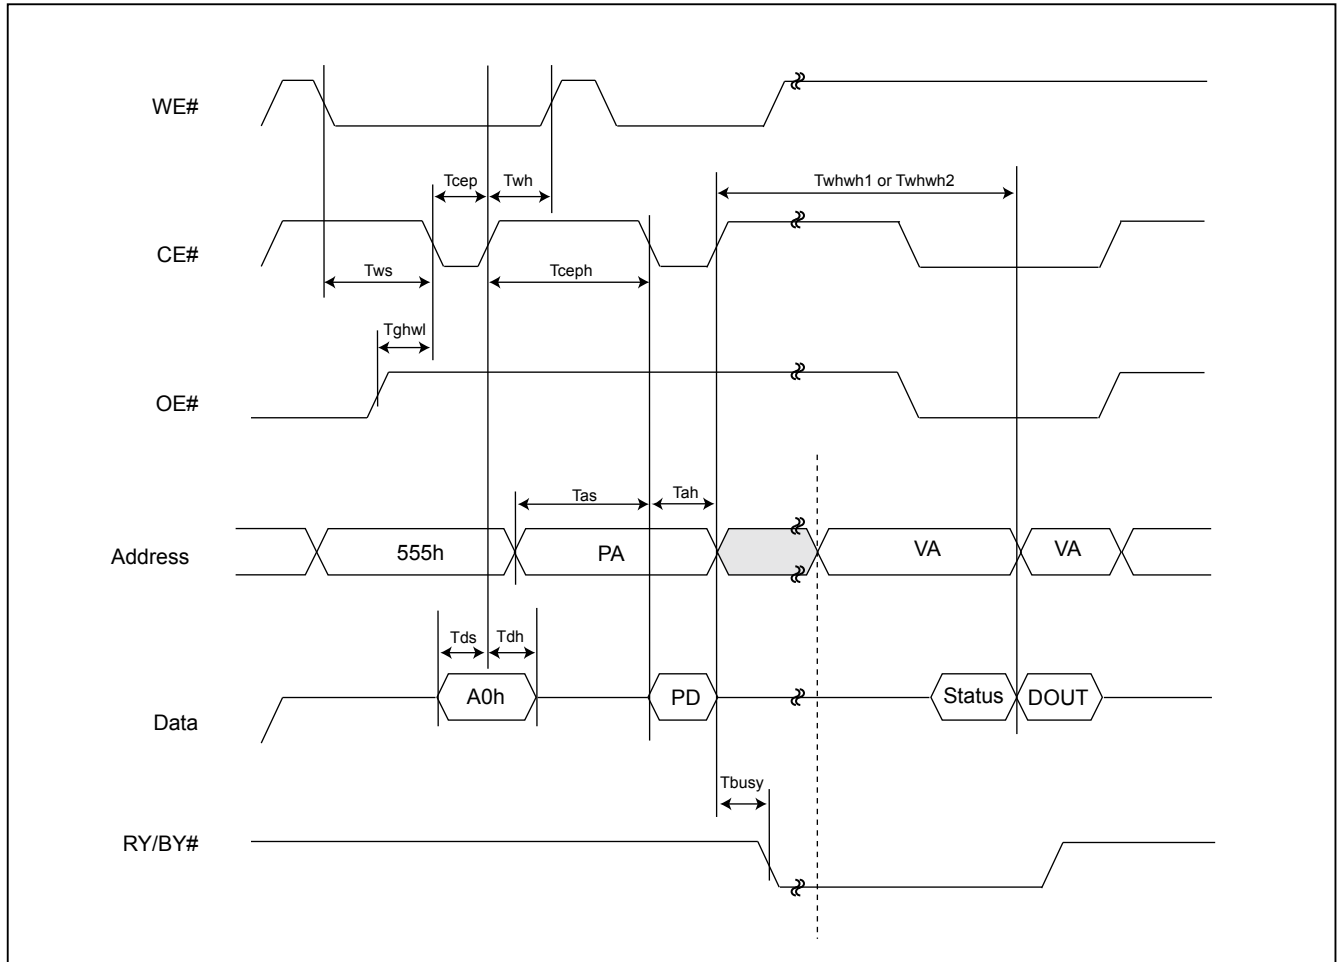 WE#
Tcep
Twh
Twhwh1 or Twhwh2
CE#
Tws
Tceph
Tghwl
OE#
Tas
Tah
Address
555h
PA
VA
VA
Tds
Tdh
Data
A0h
PD
Status
DOUT
Tbusy
RY/BY#